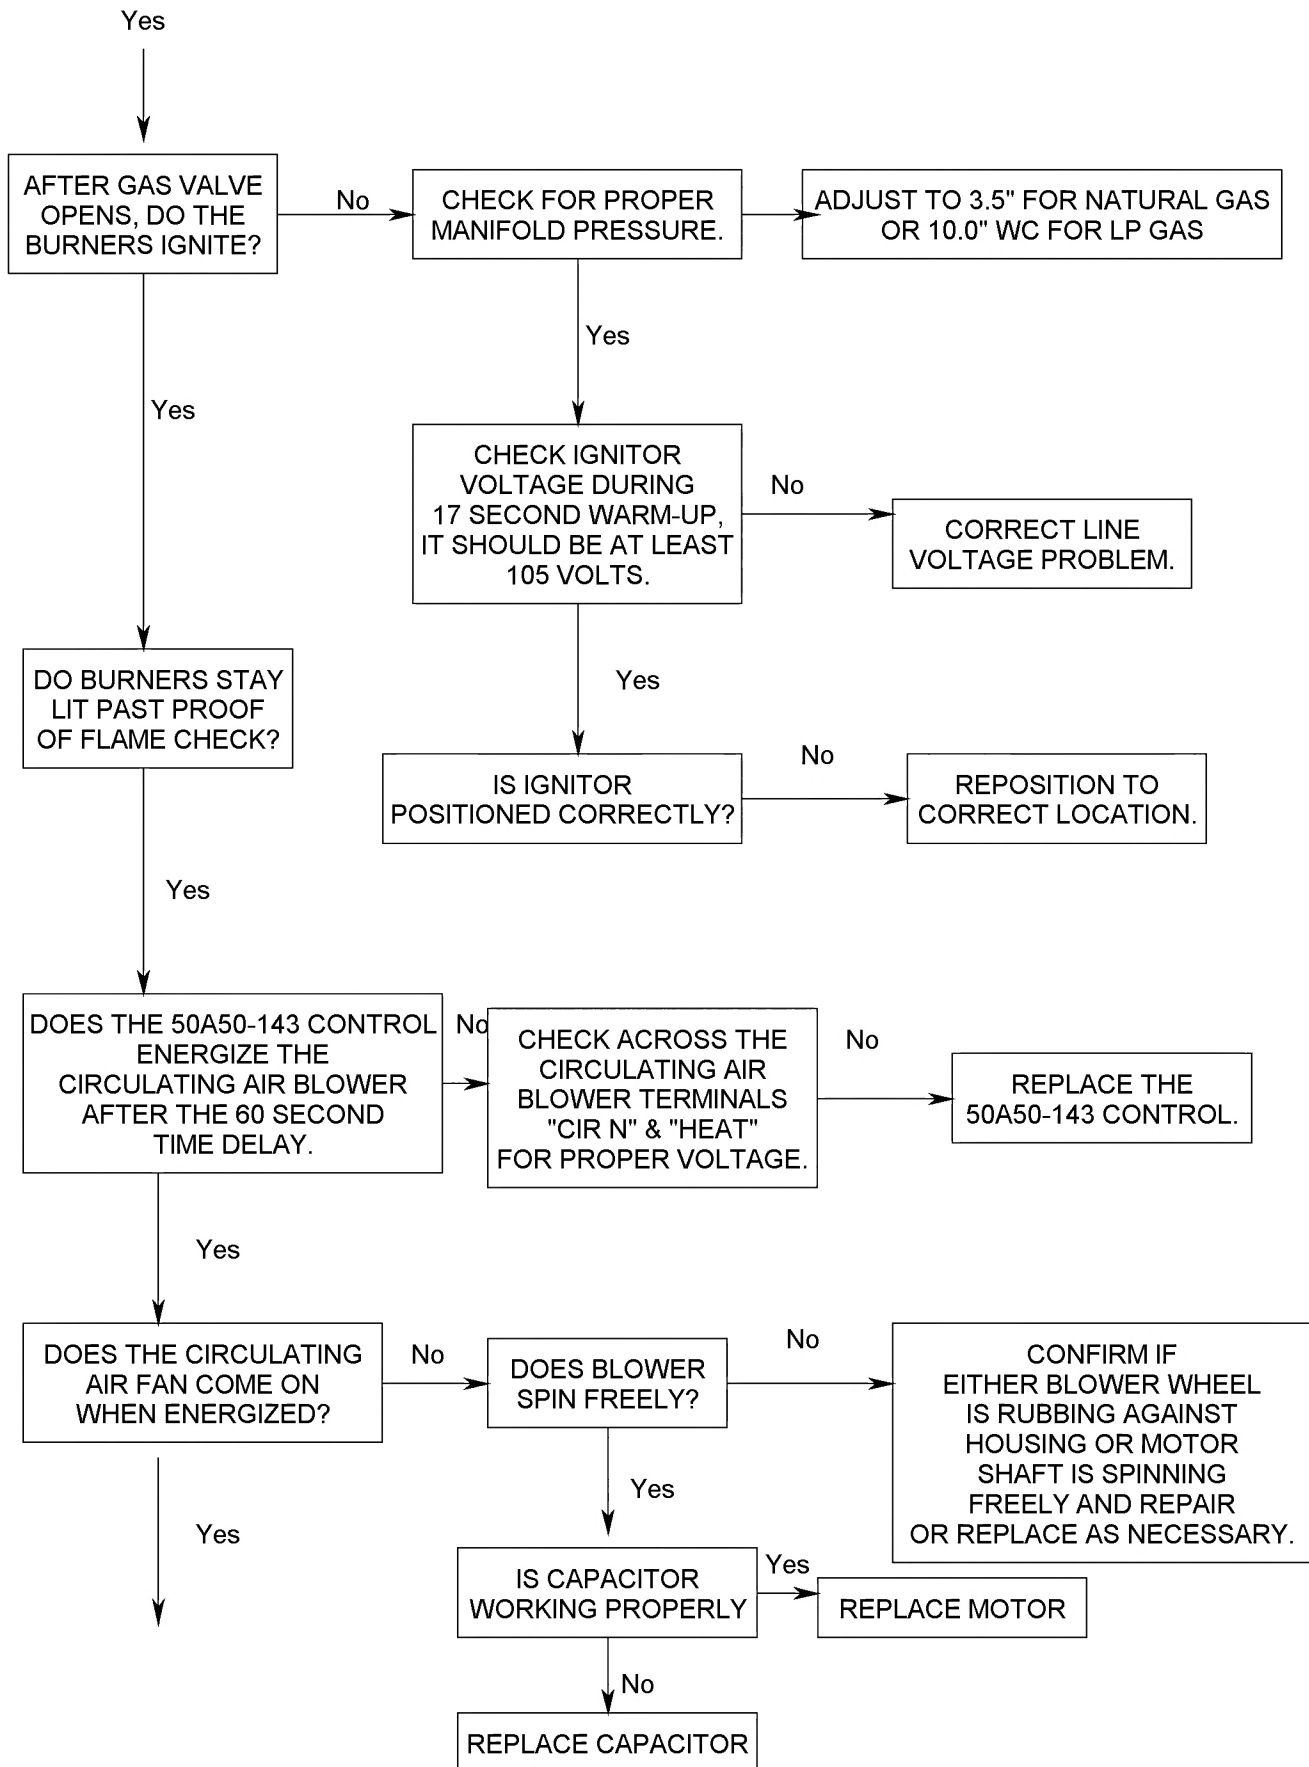 Yes
AFTER GAS VALVE
OPENS, DO THE
BURNERS IGNITE?
No
CHECK FOR PROPER
MANIFOLD PRESSURE.
ADJUST TO 3.5" FOR NATURAL GAS
OR 10.0" WC FOR LP GAS
Yes
Yes
CHECK IGNITOR
VOLTAGE DURING
17 SECOND WARM-UP,
IT SHOULD BE AT LEAST
105 VOLTS.
No
CORRECT LINE
VOLTAGE PROBLEM.
Yes
DO BURNERS STAY
LIT PAST PROOF
OF FLAME CHECK?
IS IGNITOR
POSITIONED CORRECTLY?
No
REPOSITION TO
CORRECT LOCATION.
Yes
DOES THE 50A50-143 CONTROL
ENERGIZE THE
CIRCULATING AIR BLOWER
AFTER THE 60 SECOND
TIME DELAY.
No
CHECK ACROSS THE
CIRCULATING AIR
BLOWER TERMINALS
"CIR N" & "HEAT"
FOR PROPER VOLTAGE.
No
REPLACE THE
50A50-143 CONTROL.
Yes
DOES THE CIRCULATING
AIR FAN COME ON
WHEN ENERGIZED?
No
DOES BLOWER
SPIN FREELY?
No
CONFIRM IF
EITHER BLOWER WHEEL
IS RUBBING AGAINST
HOUSING OR MOTOR
SHAFT IS SPINNING
FREELY AND REPAIR
OR REPLACE AS NECESSARY.
Yes
Yes
IS CAPACITOR
WORKING PROPERLY
Yes
REPLACE MOTOR
No
REPLACE CAPACITOR